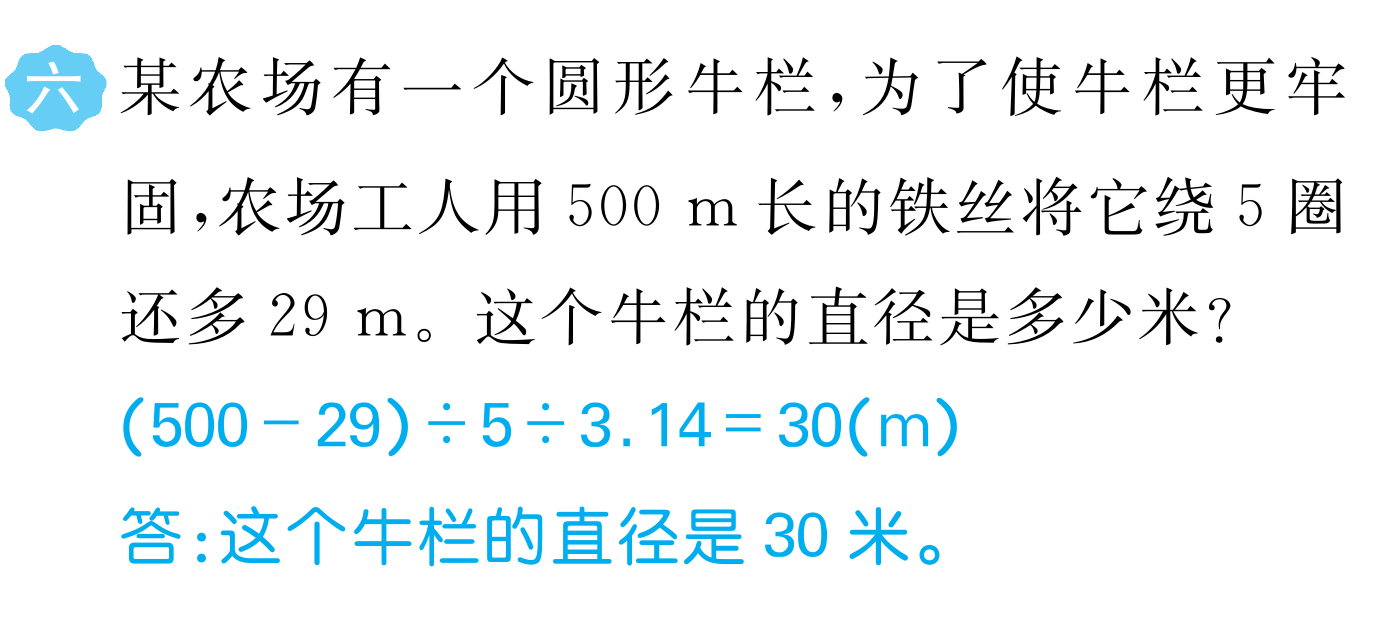 六 某农场有一个圆形牛栏,为了使牛栏更牢
固,农场工人用 500 m 长的铁丝将它绕 5 圈
还多 29 m。这个牛栏的直径是多少米?
(500-29)÷5÷3.14=30(m)
答:这个牛栏的直径是 30 米。